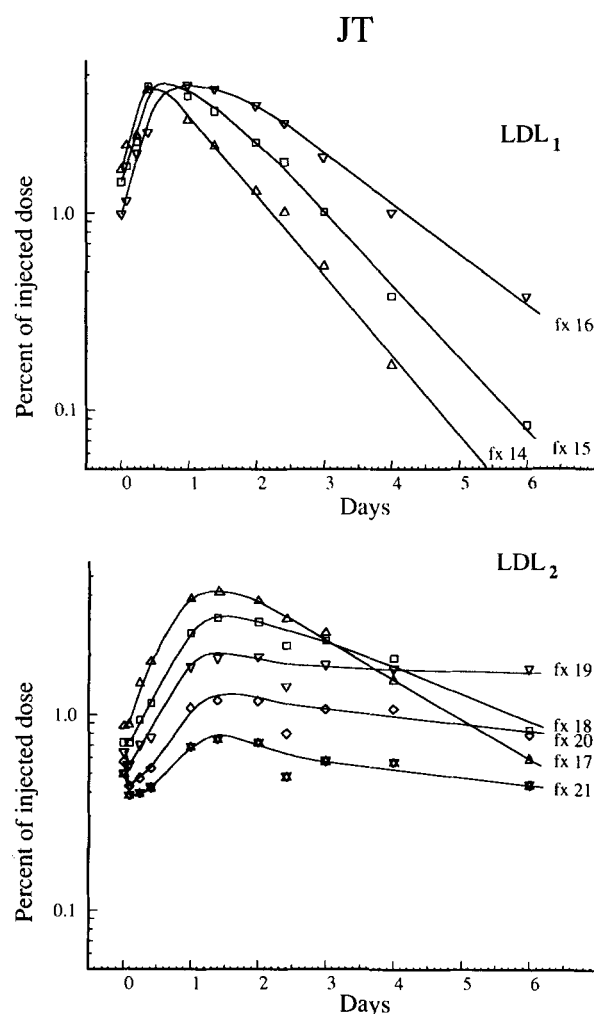 JT
LDL1
Percent of injected dose
1.0
0.1
fx 16
fx 15
fx 14
0 1 2 3 4 5 6
Days
LDL2
Percent of injected dose
1.0
0.1
fx 19
fx 18
fx 20
fx 17
fx 21
0 1 2 3 4 5 6
Days